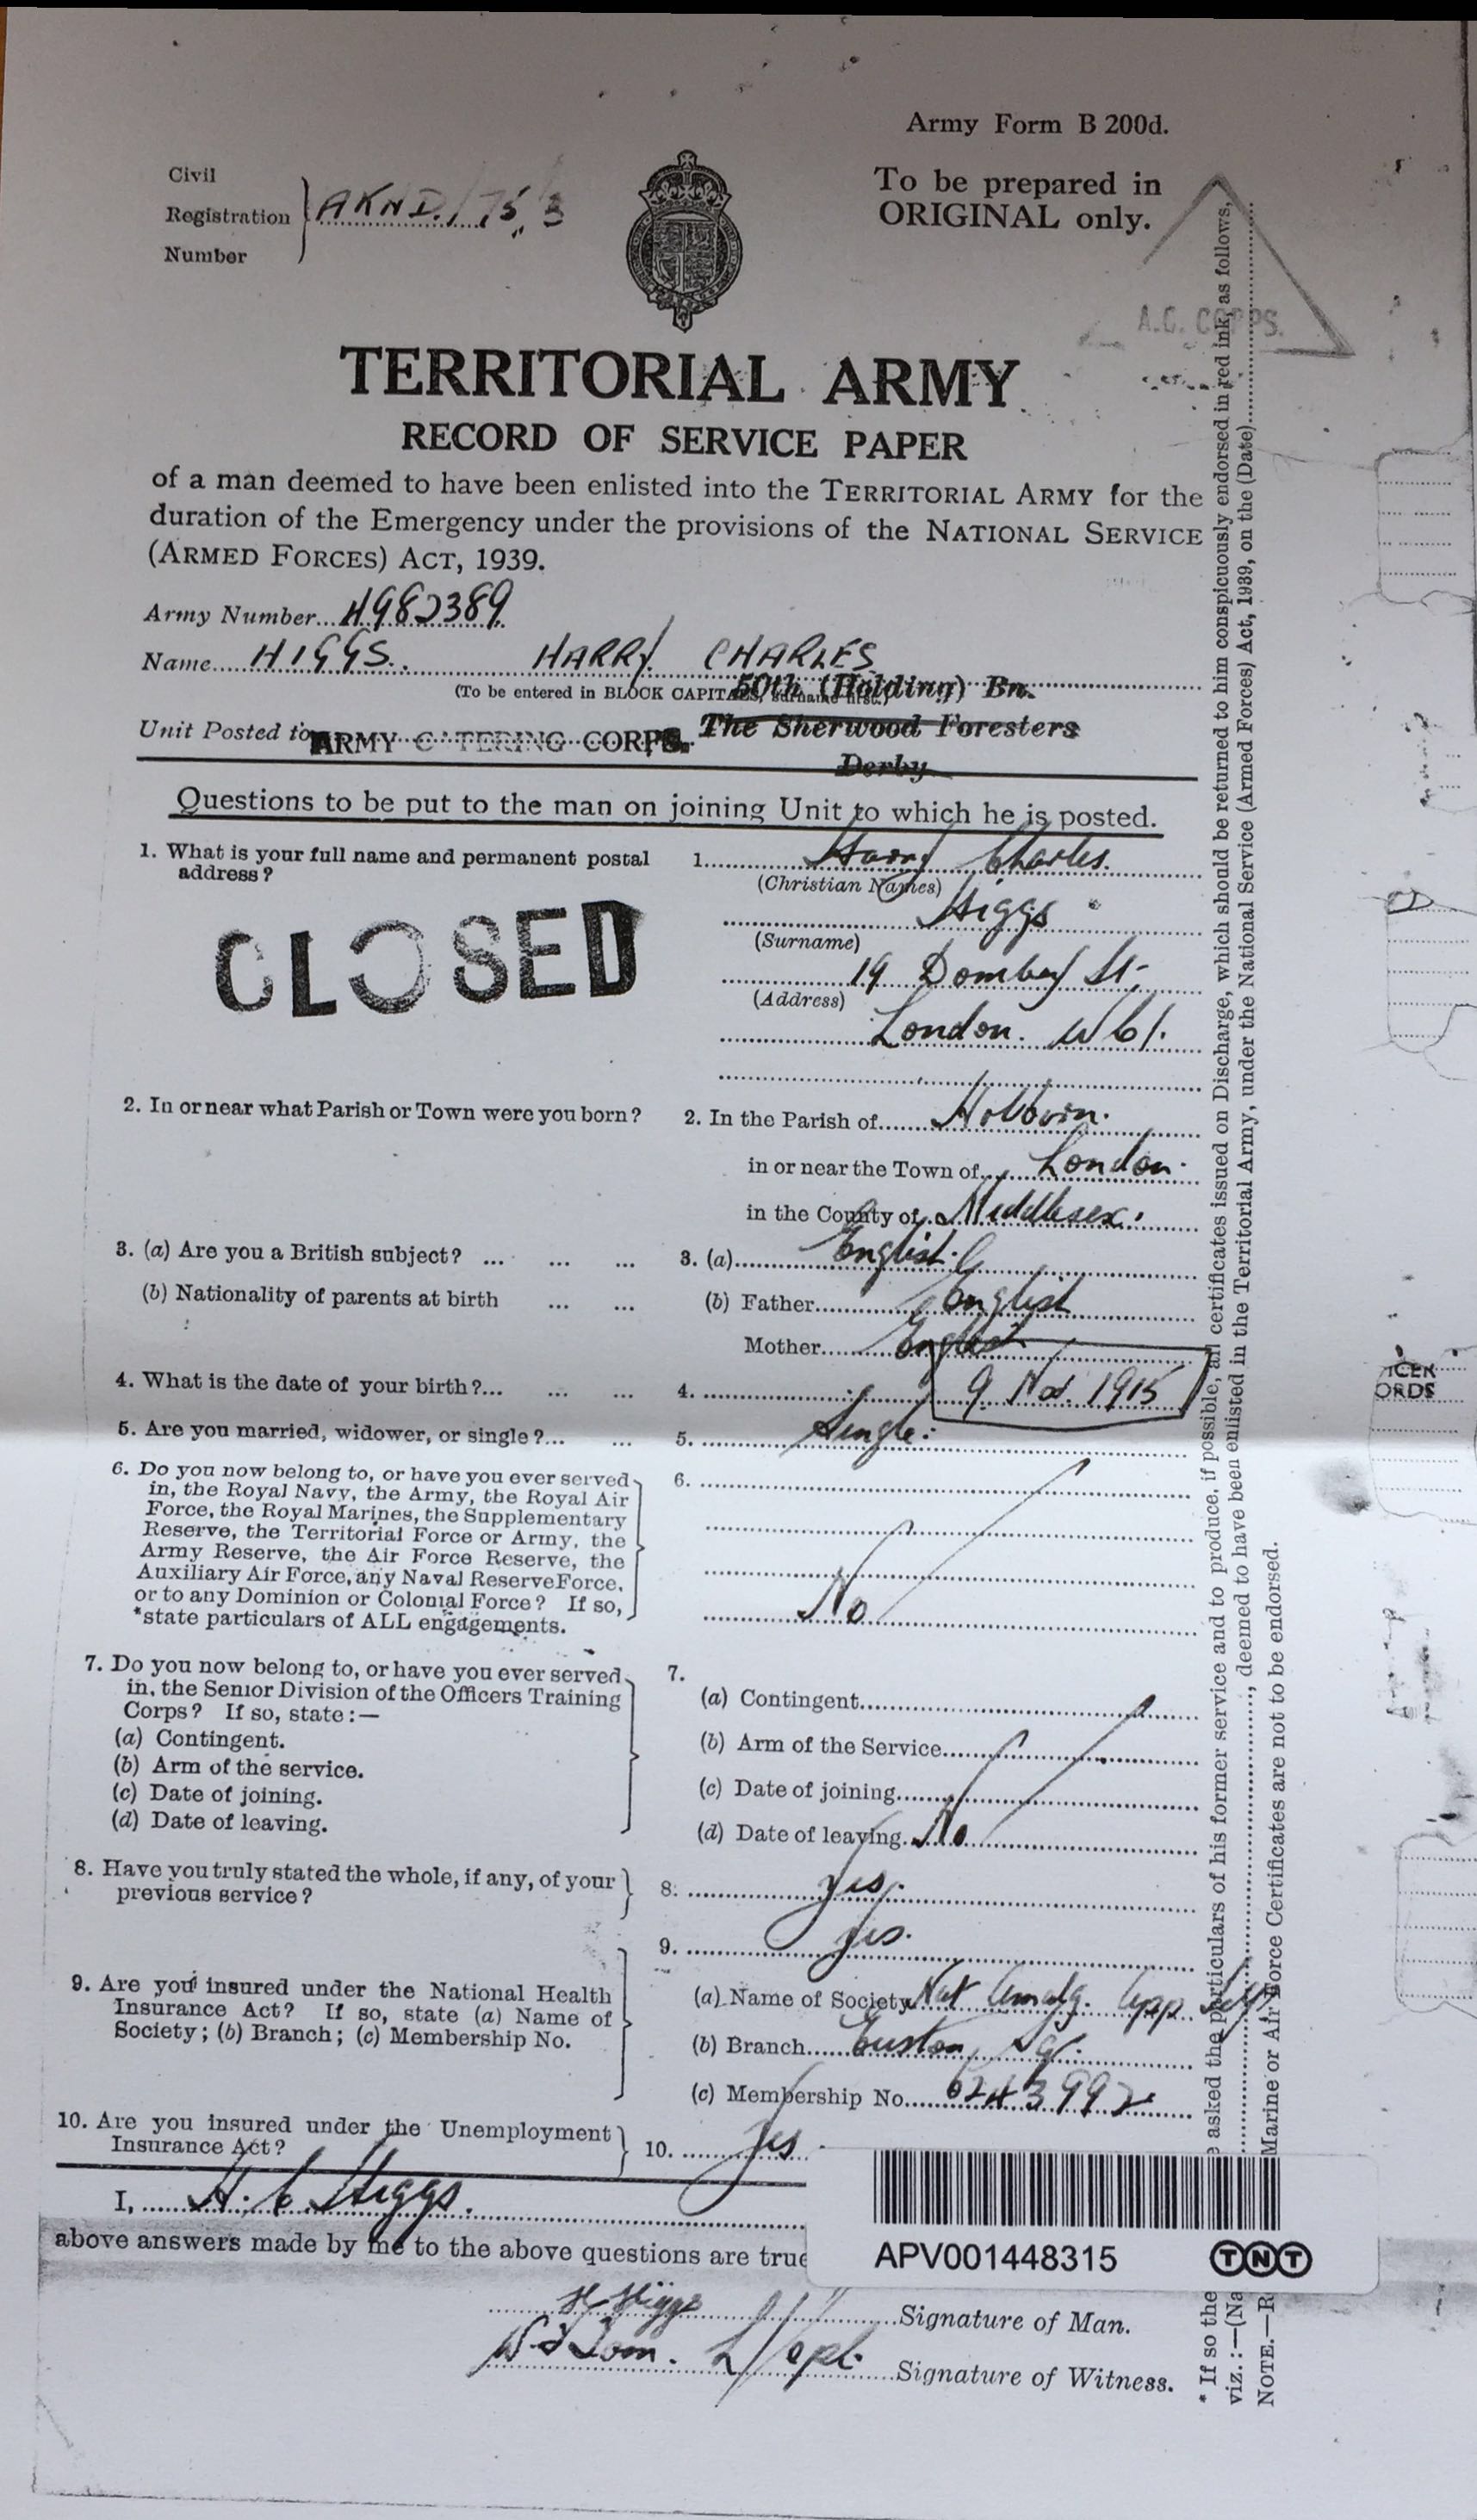 Army Form B 200d.
Civil
Registration
Number
AKND./75/3
To be prepared in
ORIGINAL only.
A.C. CORPS.
TERRITORIAL ARMY
RECORD OF SERVICE PAPER
of a man deemed to have been enlisted into the TERRITORIAL ARMY for the
duration of the Emergency under the provisions of the NATIONAL SERVICE
(ARMED FORCES) ACT, 1939.
Army Number... 4982389
Name... HIGGS. HARRY CHARLES
(To be entered in BLOCK CAPITALS, surname first.)
50th (Holding) Bn.
Unit Posted to ARMY CATERING CORPS. The Sherwood Foresters
Derby
Questions to be put to the man on joining Unit to which he is posted.
1. What is your full name and permanent postal address?
1. Harry Charles.
(Christian Names)
Higgs
(Surname)
19 Dombey St,
(Address)
London. WC1.
CLOSED
2. In or near what Parish or Town were you born?
2. In the Parish of Holborn.
in or near the Town of London.
in the County of Middlesex.
3. (a) Are you a British subject? ... ... ...
3. (a) English.
(b) Nationality of parents at birth ... ...
(b) Father English
Mother English
4. What is the date of your birth?... ... ...
4. 9 Nov. 1915
5. Are you married, widower, or single?... ...
5. Single.
6. Do you now belong to, or have you ever served
in, the Royal Navy, the Army, the Royal Air
Force, the Royal Marines, the Supplementary
Reserve, the Territorial Force or Army, the
Army Reserve, the Air Force Reserve, the
Auxiliary Air Force, any Naval Reserve Force,
or to any Dominion or Colonial Force? If so,
*state particulars of ALL engagements.
6. No
7. Do you now belong to, or have you ever served
in, the Senior Division of the Officers Training
Corps? If so, state:—
(a) Contingent.
(b) Arm of the service.
(c) Date of joining.
(d) Date of leaving.
7.
(a) Contingent
(b) Arm of the Service
(c) Date of joining
(d) Date of leaving No
8. Have you truly stated the whole, if any, of your
previous service?
8. Yes.
9. Are you insured under the National Health
Insurance Act? If so, state (a) Name of
Society; (b) Branch; (c) Membership No.
9. Yes.
(a) Name of Society Nat Amalg. App Sty
(b) Branch Euston Sq.
(c) Membership No. 6243992
10. Are you insured under the Unemployment
Insurance Act?
10. Yes
I, H. C. Higgs.
above answers made by me to the above questions are true
APV001448315
TNT
H Higgs Signature of Man.
L/Cpl. Signature of Witness.
* If so the
e asked the particulars of his former service and to produce, if possible, all certificates issued on Discharge, which should be returned to him conspicuously endorsed in red ink, as follows,
viz.:—(Na
, deemed to have been enlisted in the Territorial Army, under the National Service (Armed Forces) Act, 1939, on the (Date)
NOTE.—R
Marine or Air Force Certificates are not to be endorsed.
ICER
ORDS